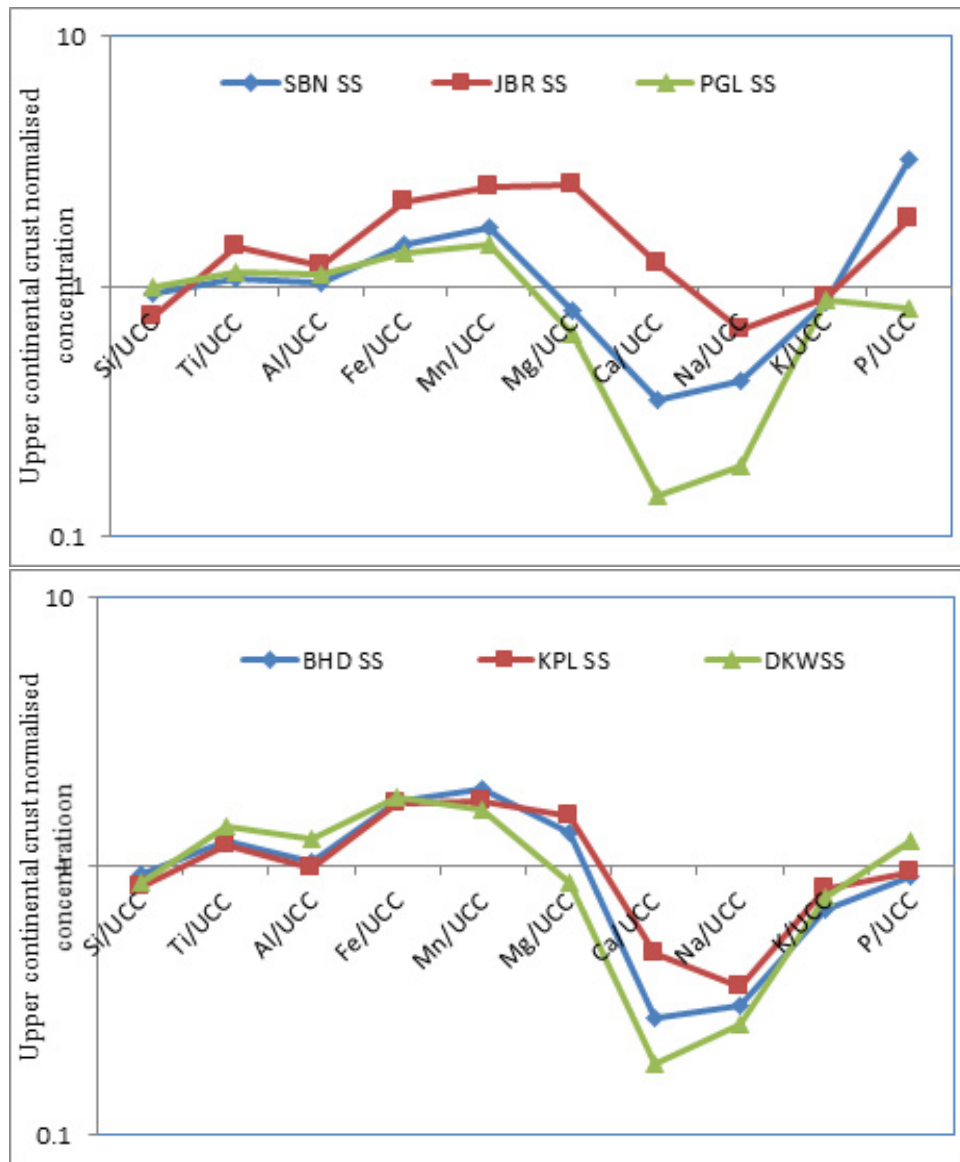 10
SBN SS JBR SS PGL SS
Upper continental crust normalised
concentration
1
Si/UCC Ti/UCC Al/UCC Fe/UCC Mn/UCC Mg/UCC Ca/UCC Na/UCC K/UCC P/UCC
0.1
10
BHD SS KPL SS DKWSS
Upper continental crust normalised
concentratioon
1
Si/UCC Ti/UCC Al/UCC Fe/UCC Mn/UCC Mg/UCC Ca/UCC Na/UCC K/UCC P/UCC
0.1